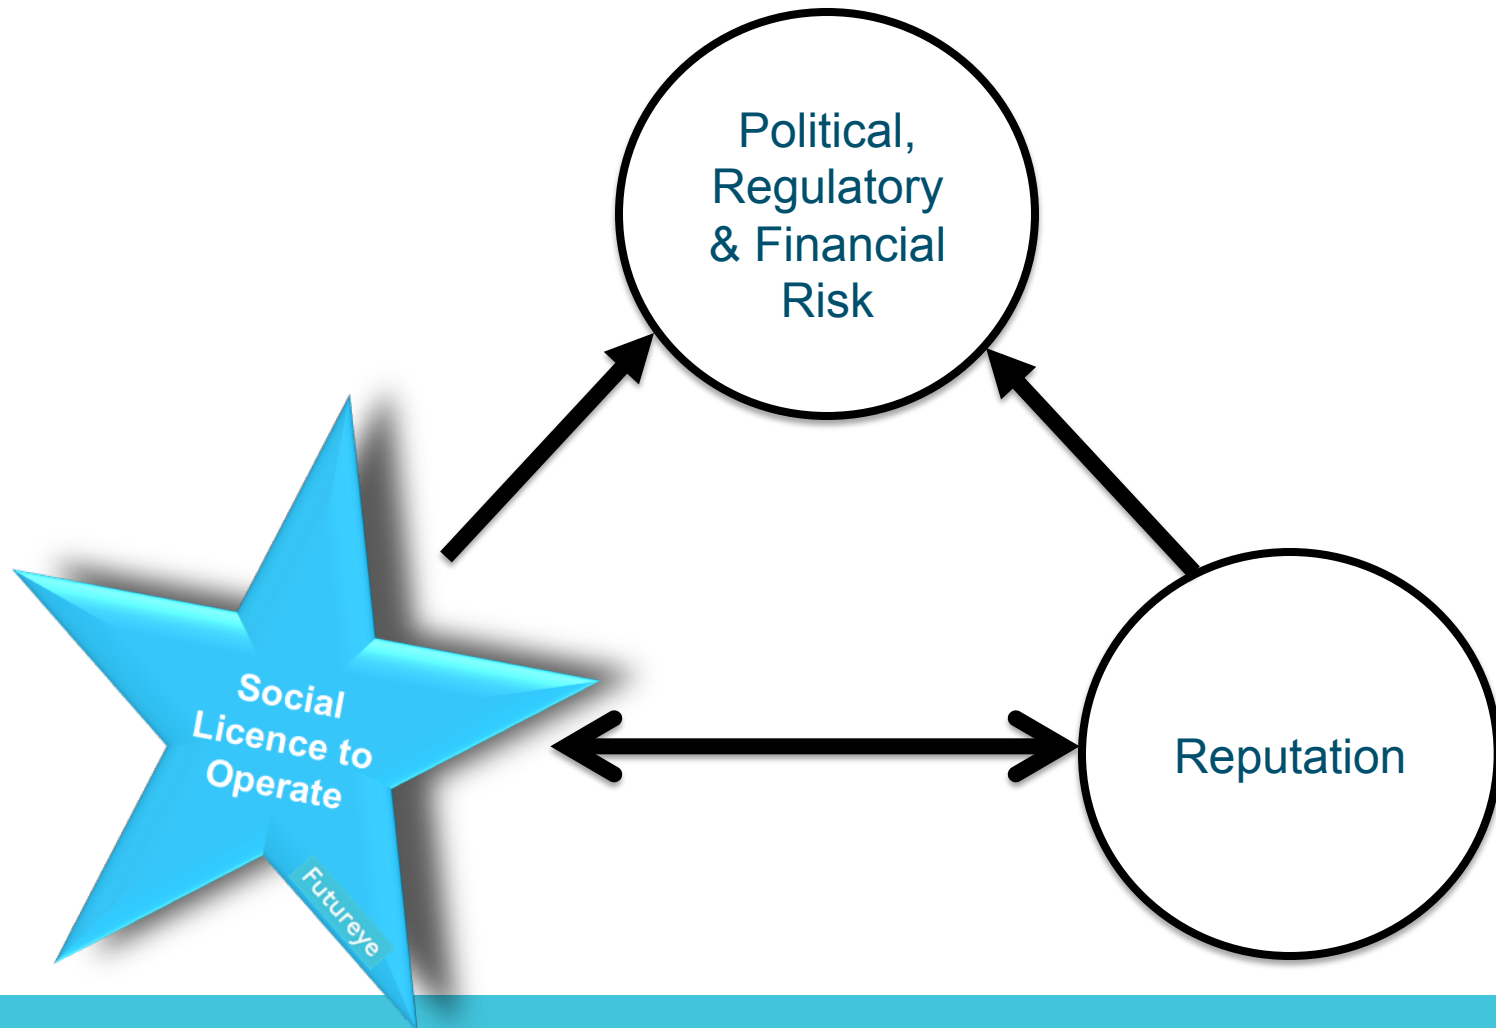 Political,
Regulatory
& Financial
Risk
Social
Licence to
Operate
Futureye
Reputation